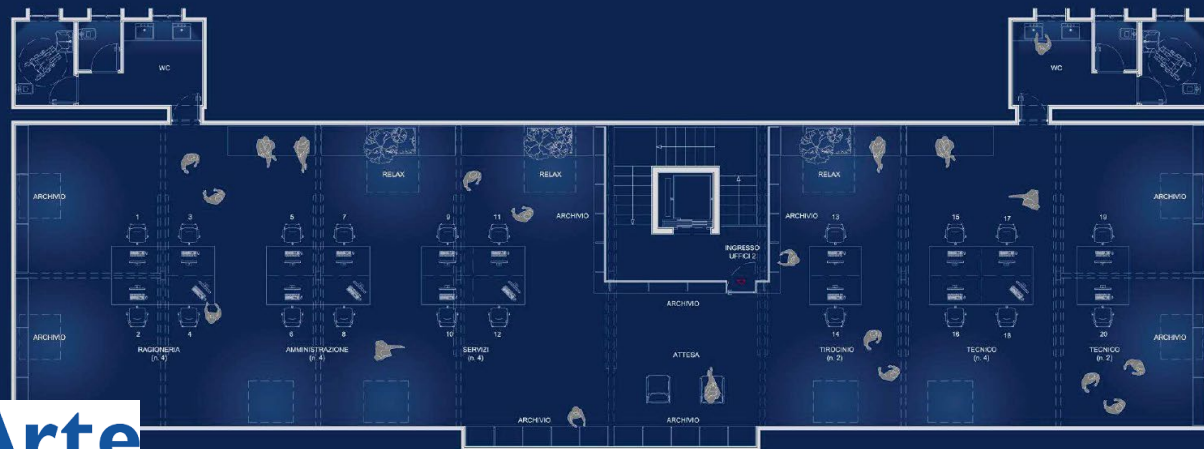 WC
WC
RELAX
RELAX
RELAX
ARCHIVIO
ARCHIVIO
ARCHIVIO
ARCHIVIO
1
3
5
7
9
11
13
15
17
19
INGRESSO
UFFICI 2
ARCHIVIO
ARCHIVIO
ARCHIVIO
2
4
6
8
10
12
14
16
18
20
RAGIONERIA
(n. 4)
AMMINISTRAZIONE
(n. 4)
SERVIZI
(n. 4)
ATTESA
TIROCINIO
(n. 2)
TECNICO
(n. 4)
TECNICO
(n. 2)
ARCHIVIO
ARCHIVIO
Arte